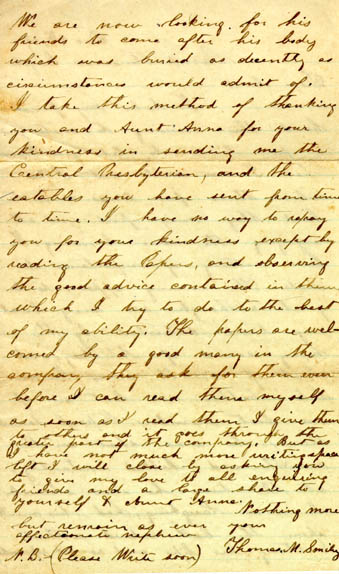 We are now looking for his
friends to come after his body
which was buried as decently as
circumstances would admit of.
I take this method of thanking
you and Aunt Anna for your
kindness in sending me the
Central Presbyterian, and the
eatables you have sent from time
to time. I have no way to repay
you for your kindness except by
reading the Papers, and observing
the good advice contained in them
which I try to do to the best
of my ability. The papers are wel-
comed by a good many in the
company they ask for them even
before I can read them myself
as soon as I read them I give them
to others and it goes through the
greater part of the company. But as
I have not much more writing space
left I will close by asking you
to give my love to all enquiring
friends and a large share to
yourself & Aunt Anna.
Nothing more
but remain as ever your
affectionate nephew
Thomas. M. Smiley
N.B. (Please Write soon)